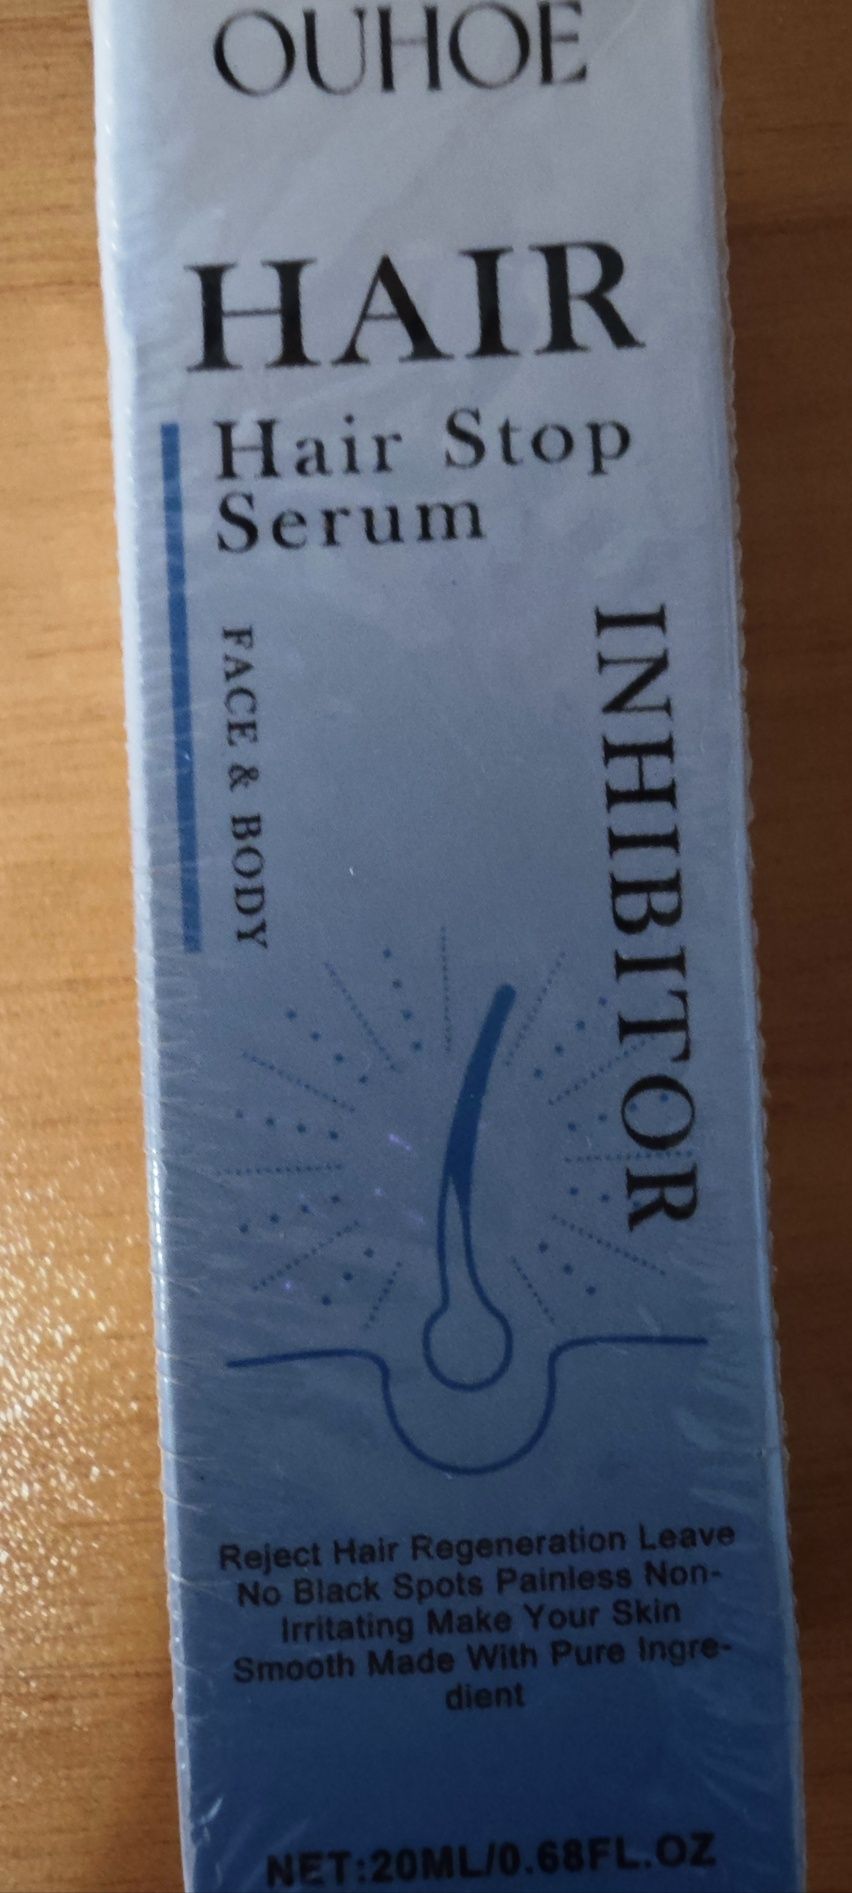 OUHOE
HAIR
Hair Stop
Serum
FACE & BODY
INHIBITOR
Reject Hair Regeneration Leave
No Black Spots Painless Non-
Irritating Make Your Skin
Smooth Made With Pure Ingre-
dient
NET:20ML/0.68FL.OZ